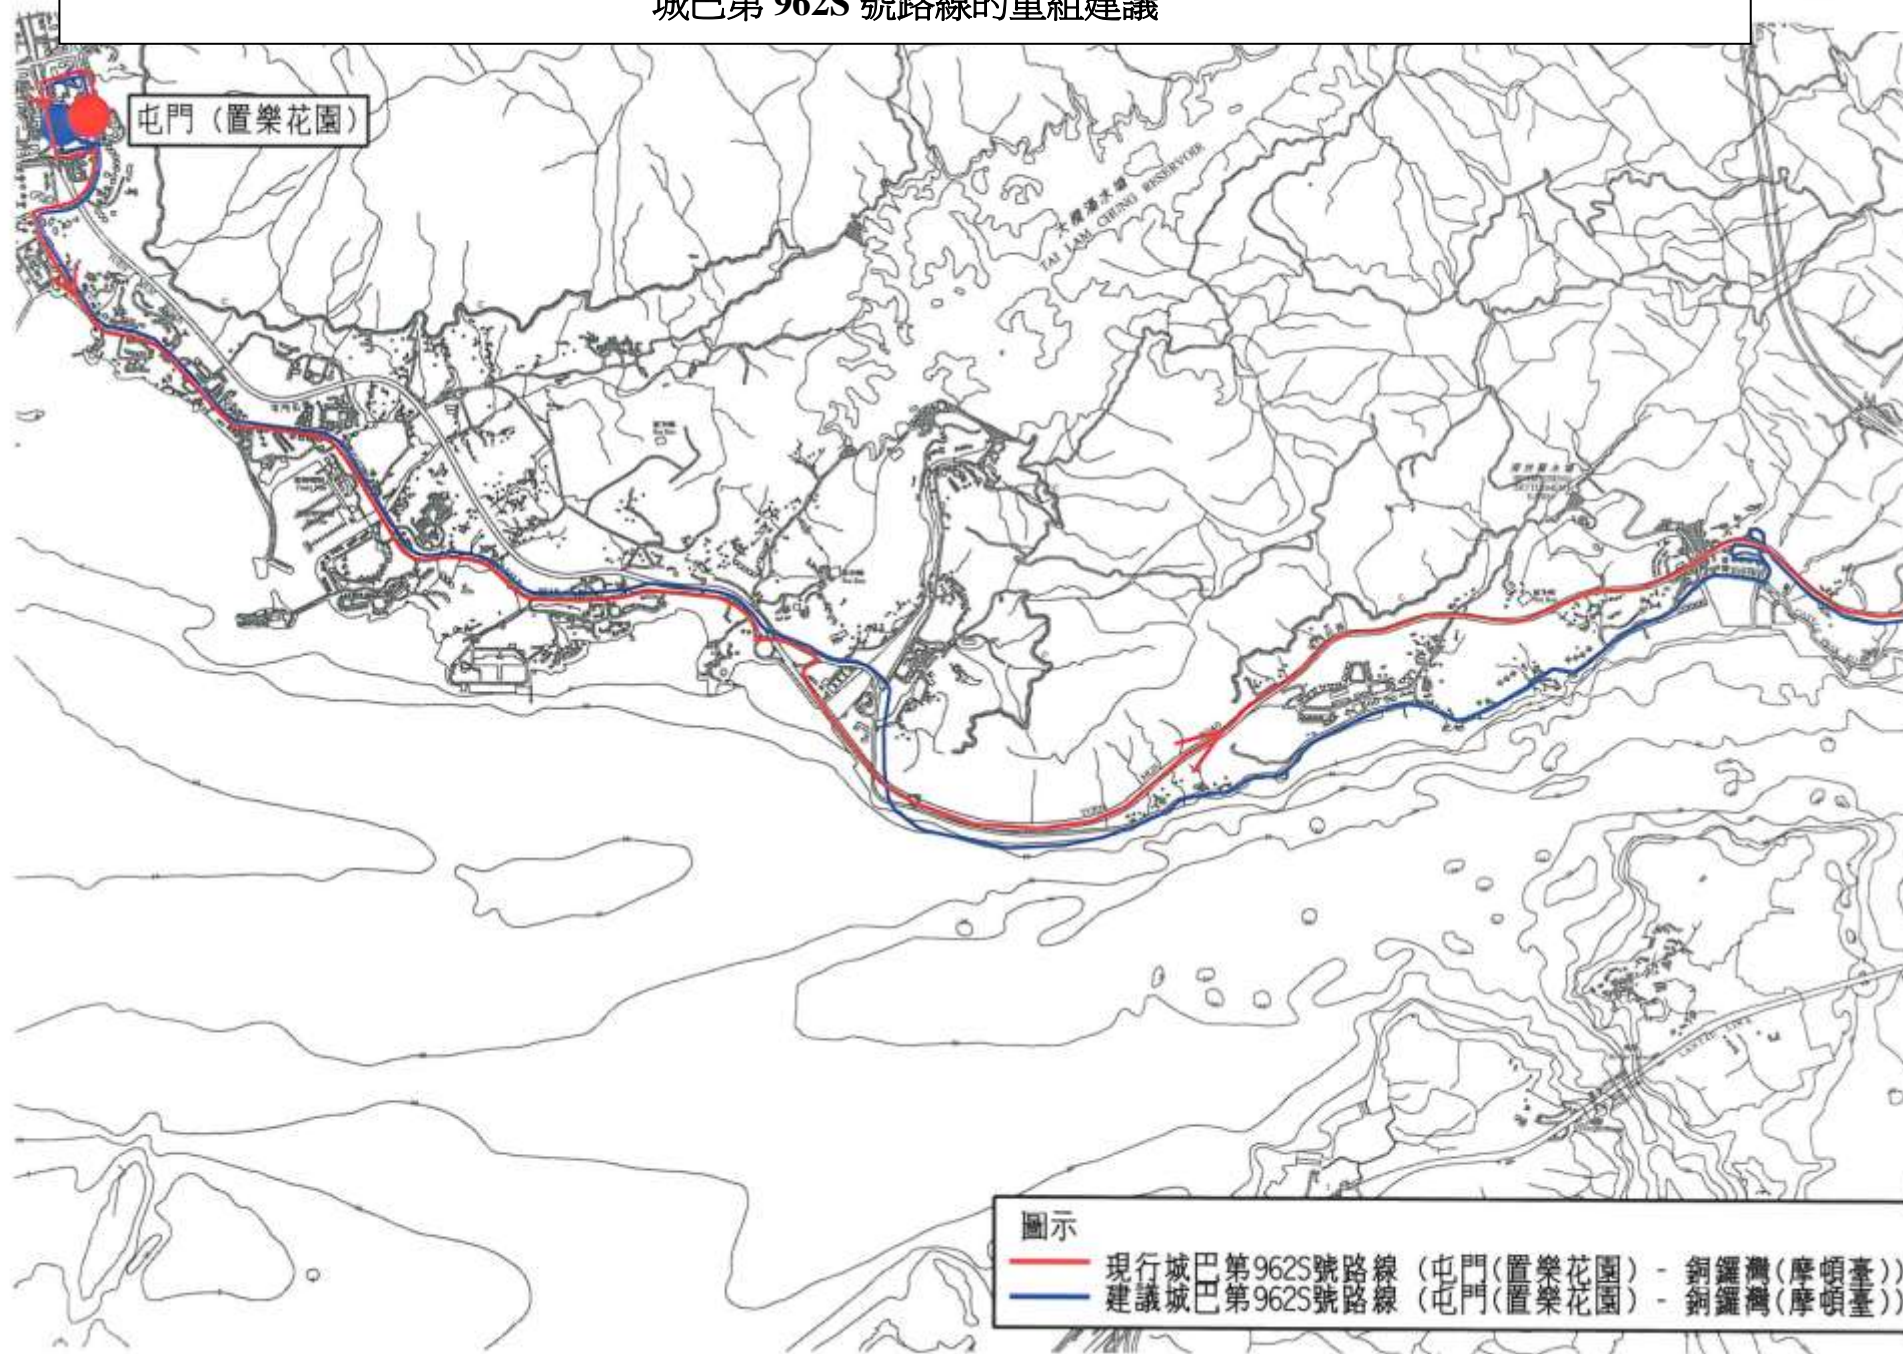 城巴第 962S 號路線的重組建議
屯門 (置樂花園)
大欖涌水塘
TAI LAM CHUNG RESERVOIR
LANTAU LINK
圖示
現行城巴第962S號路線 (屯門(置樂花園) - 銅鑼灣(摩頓臺))
建議城巴第962S號路線 (屯門(置樂花園) - 銅鑼灣(摩頓臺))